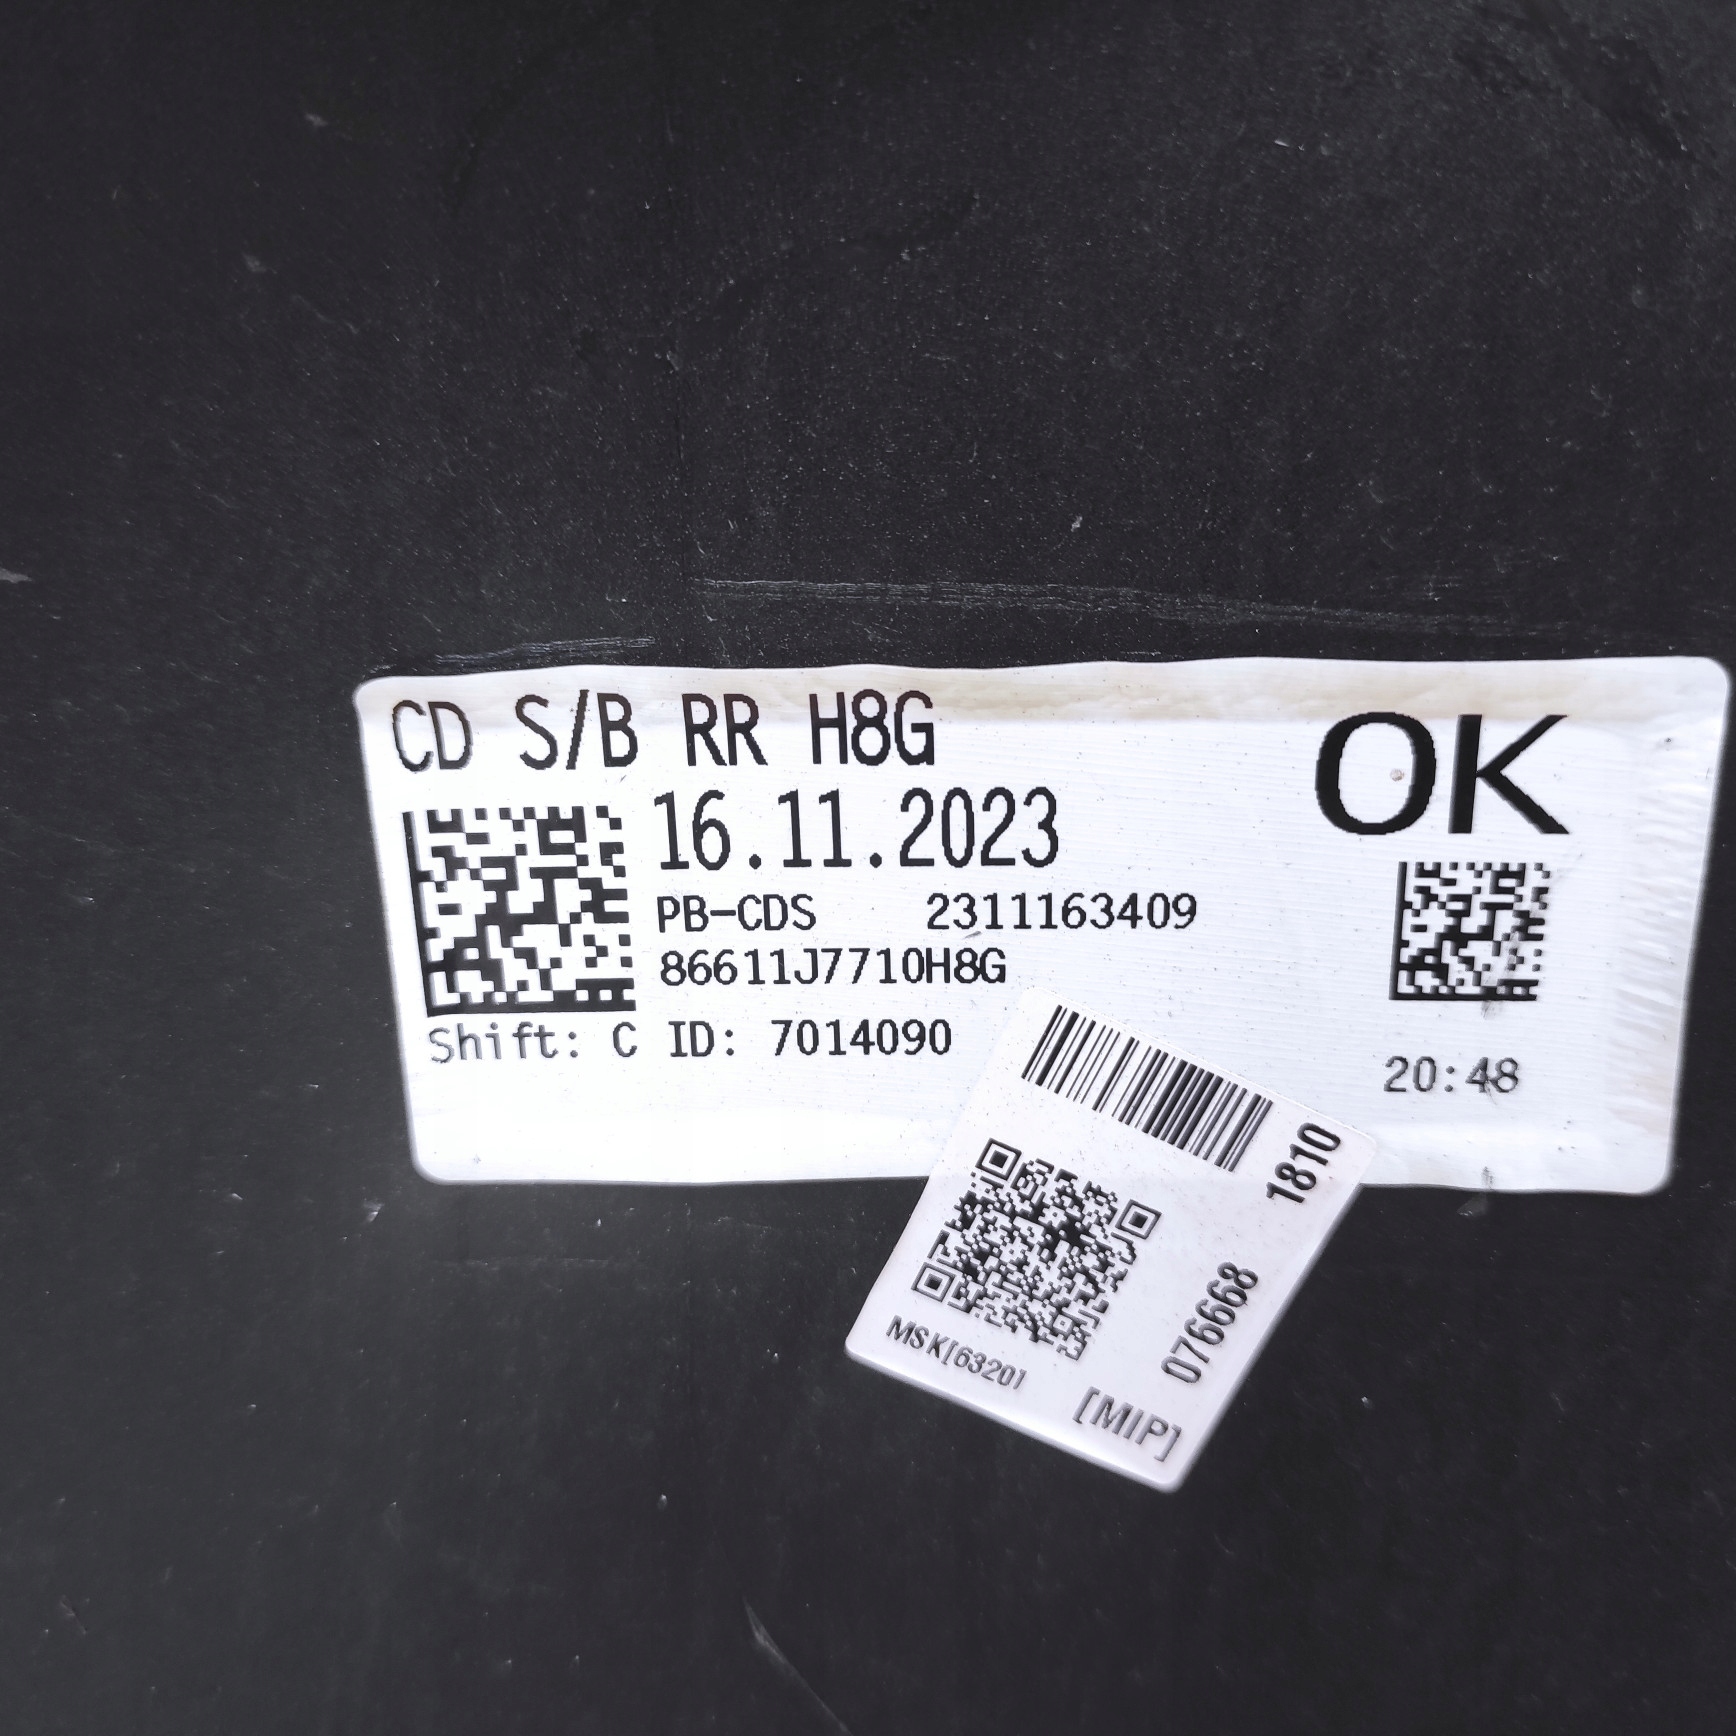 CD S/B RR H8G
OK
16.11.2023
PB-CDS 2311163409
86611J7710H8G
Shift: C ID: 7014090
20:48
1810
076668
MSK[6320]
[MIP]